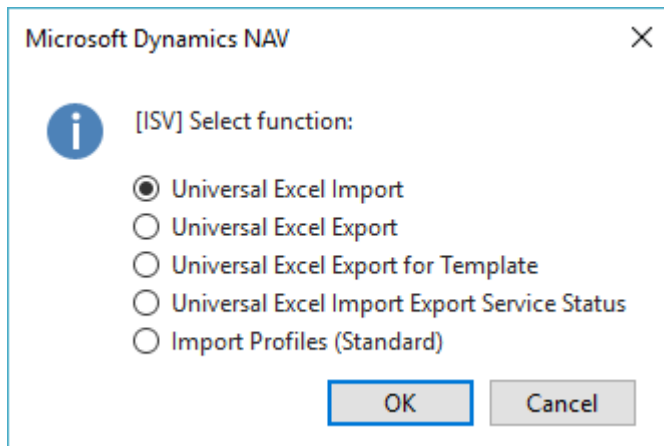 Microsoft Dynamics NAV
[ISV] Select function:
Universal Excel Import
Universal Excel Export
Universal Excel Export for Template
Universal Excel Import Export Service Status
Import Profiles (Standard)
OK Cancel